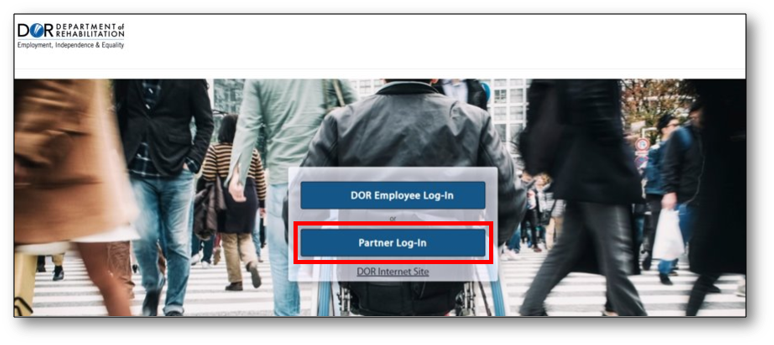 DOR DEPARTMENT of
REHABILITATION
Employment, Independence & Equality
DOR Employee Log-In
or
Partner Log-In
DOR Internet Site